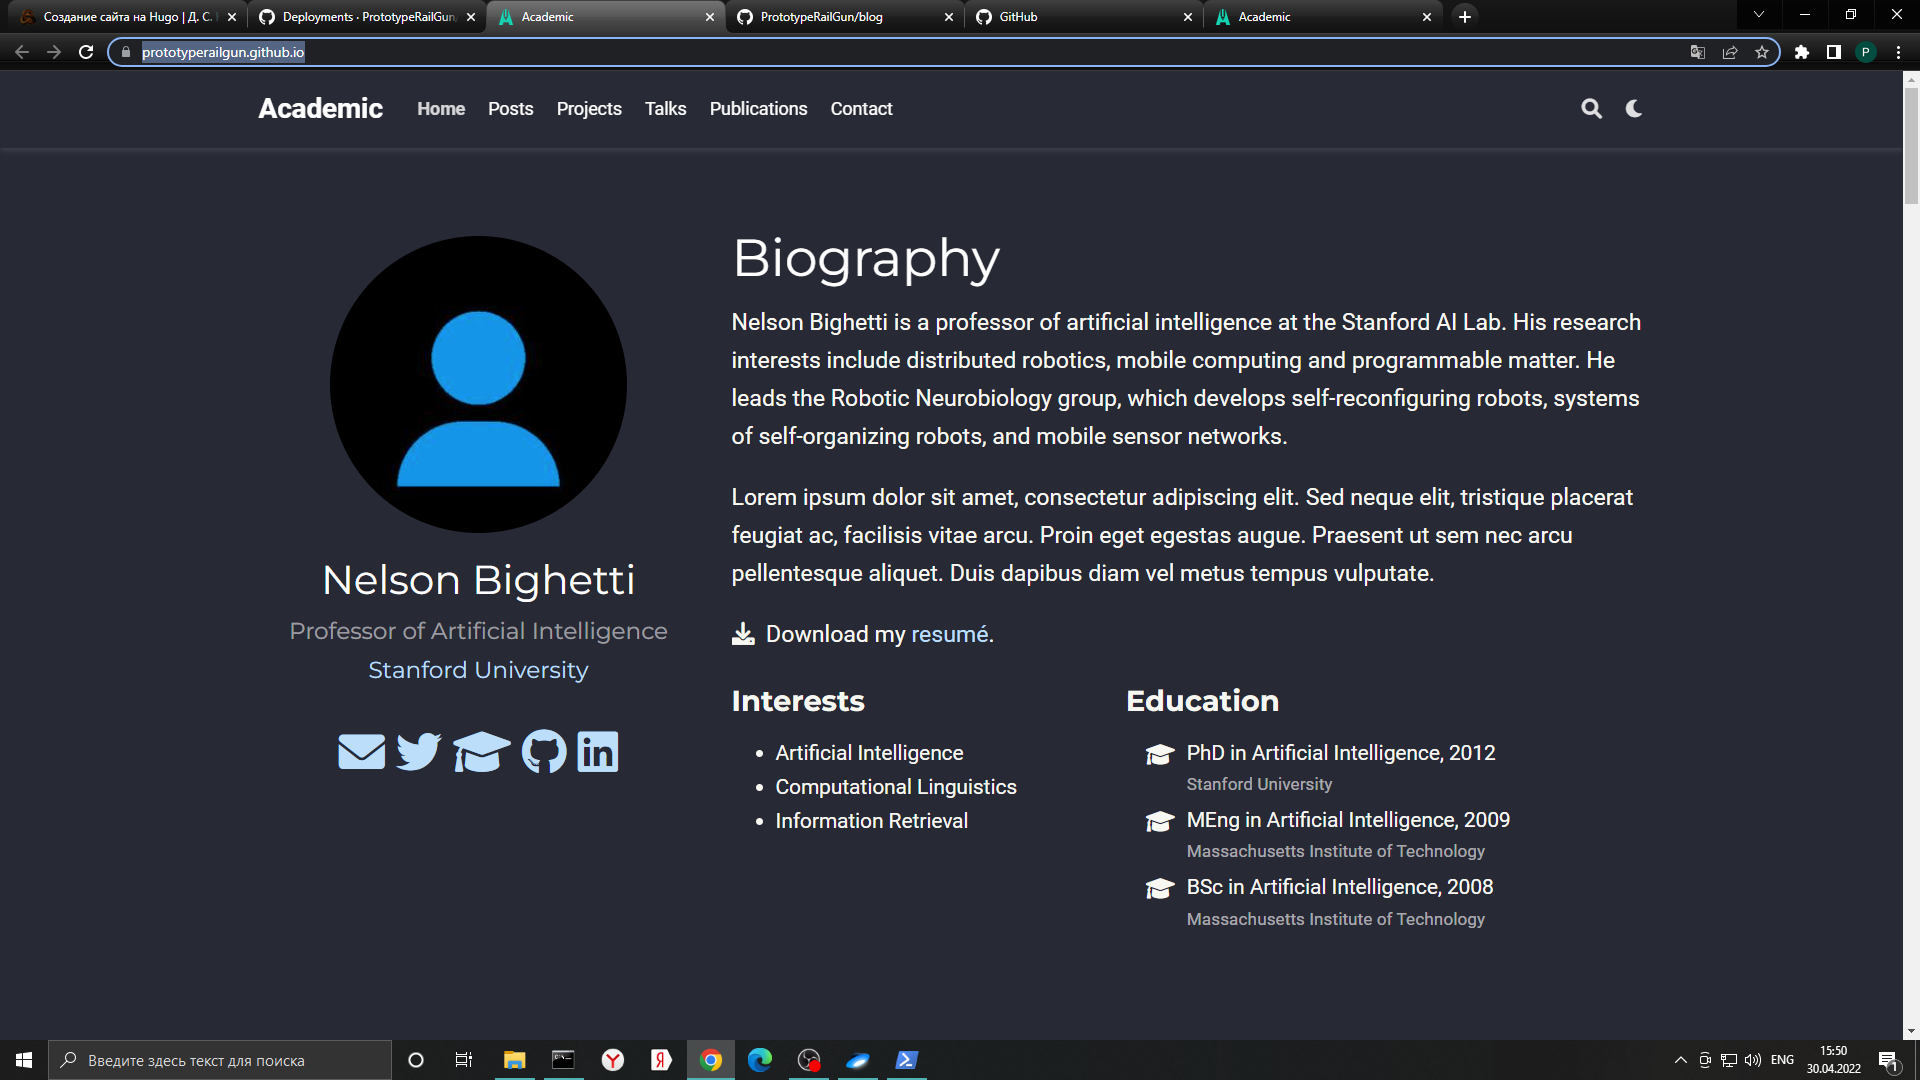 Создание сайта на Hugo | Д. С.
Deployments · PrototypeRailGun
Academic
PrototypeRailGun/blog
GitHub
Academic
prototyperailgun.github.io
P
Academic Home Posts Projects Talks Publications Contact
Biography
Nelson Bighetti is a professor of artificial intelligence at the Stanford AI Lab. His research
interests include distributed robotics, mobile computing and programmable matter. He
leads the Robotic Neurobiology group, which develops self-reconfiguring robots, systems
of self-organizing robots, and mobile sensor networks.
Lorem ipsum dolor sit amet, consectetur adipiscing elit. Sed neque elit, tristique placerat
feugiat ac, facilisis vitae arcu. Proin eget egestas augue. Praesent ut sem nec arcu
pellentesque aliquet. Duis dapibus diam vel metus tempus vulputate.
Download my resumé.
Nelson Bighetti
Professor of Artificial Intelligence
Stanford University
Interests
Artificial Intelligence
Computational Linguistics
Information Retrieval
Education
PhD in Artificial Intelligence, 2012
Stanford University
MEng in Artificial Intelligence, 2009
Massachusetts Institute of Technology
BSc in Artificial Intelligence, 2008
Massachusetts Institute of Technology
Введите здесь текст для поиска
ENG
15:50
30.04.2022
1